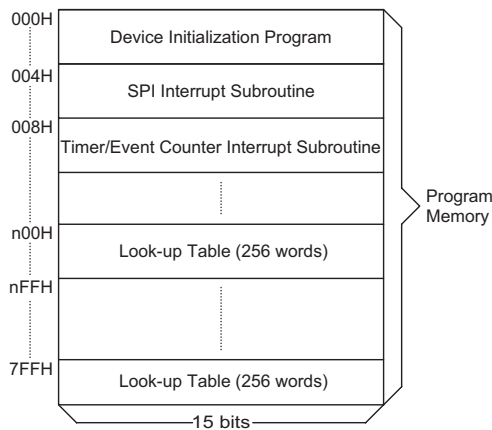 000H
Device Initialization Program
004H
SPI Interrupt Subroutine
008H
Timer/Event Counter Interrupt Subroutine
Program
Memory
n00H
Look-up Table (256 words)
nFFH
7FFH
Look-up Table (256 words)
15 bits